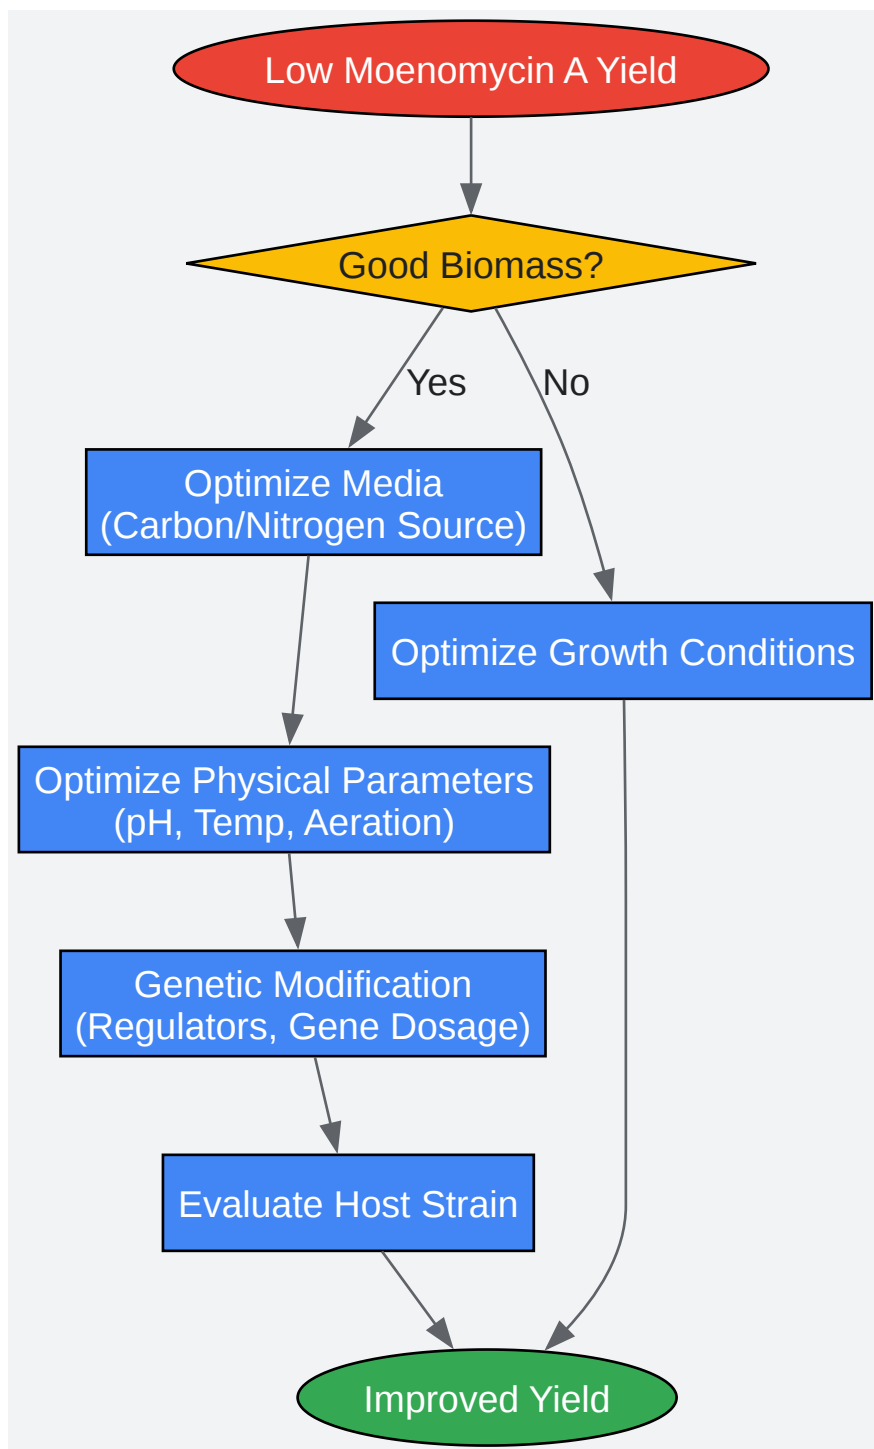 Low Moenomycin A Yield
Good Biomass?
Yes
No
Optimize Media
(Carbon/Nitrogen Source)
Optimize Growth Conditions
Optimize Physical Parameters
(pH, Temp, Aeration)
Genetic Modification
(Regulators, Gene Dosage)
Evaluate Host Strain
Improved Yield